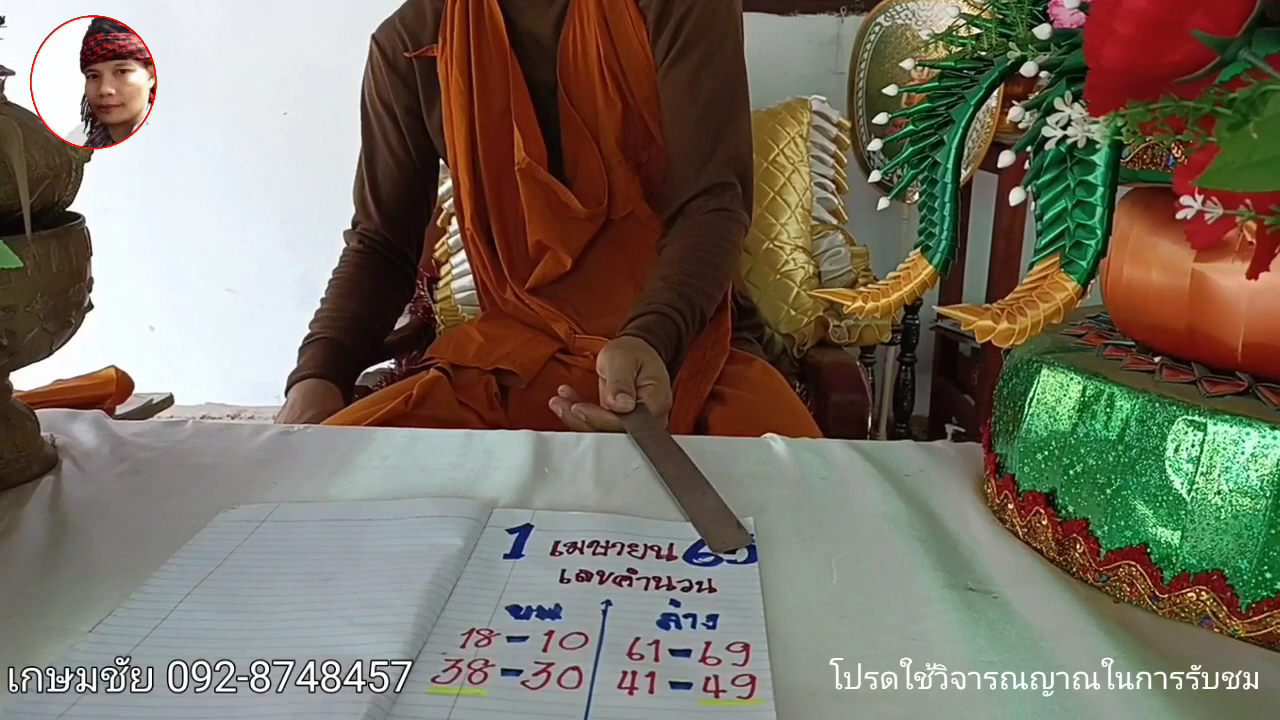 1 เมษายน 65
เลขคำนวน
บน ล่าง
18-10 61-69
38-30 41-49
เกษมชัย 092-8748457
โปรดใช้วิจารณญาณในการรับชม